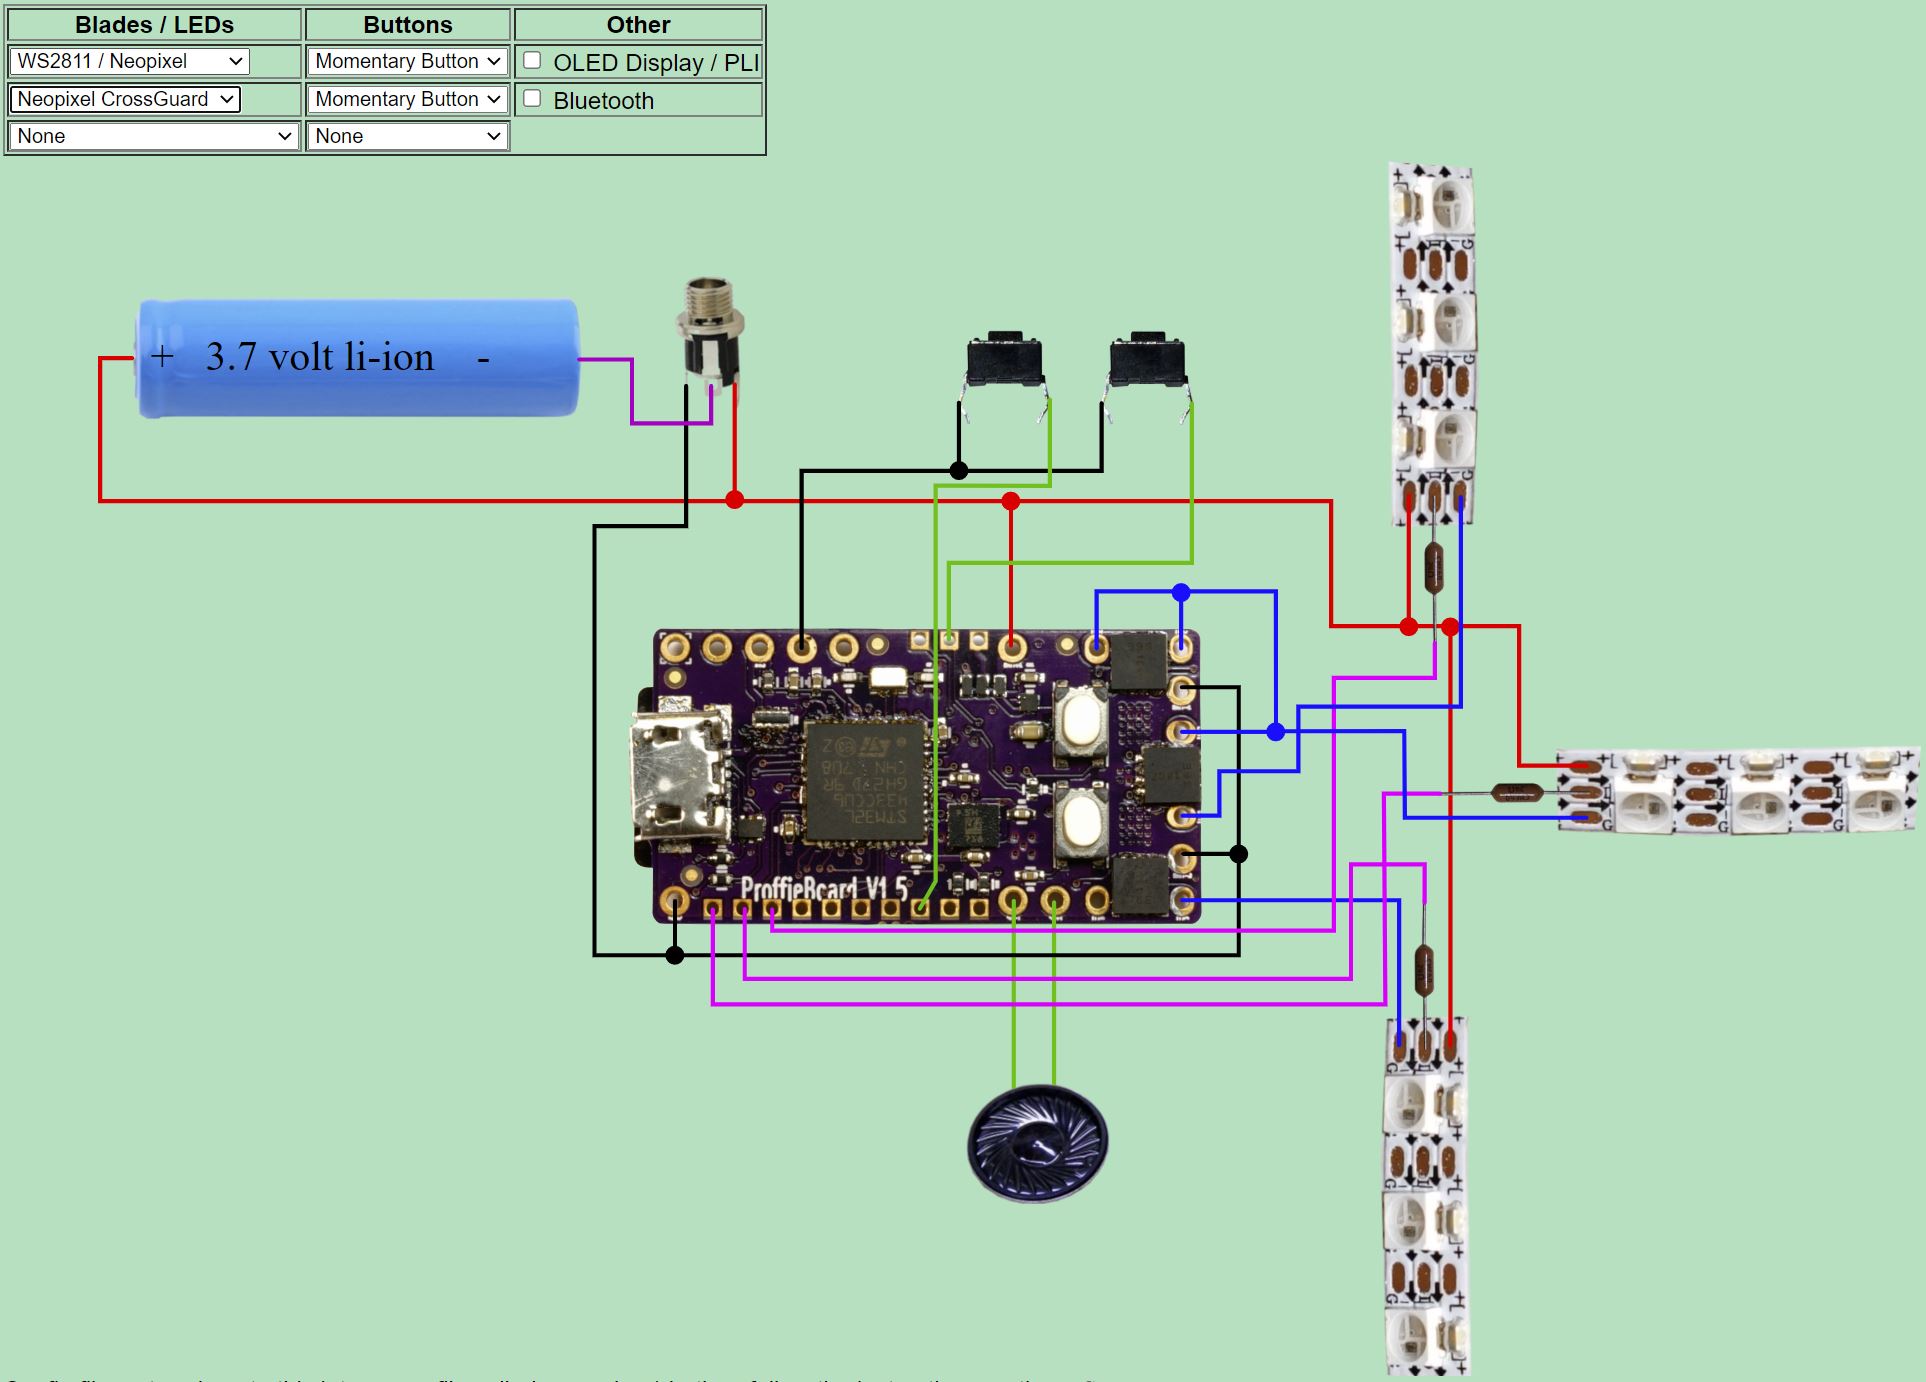 Blades / LEDs Buttons Other
WS2811 / Neopixel Momentary Button OLED Display / PLI
Neopixel CrossGuard Momentary Button Bluetooth
None None
+ 3.7 volt li-ion -
ProffieBoard V1 5